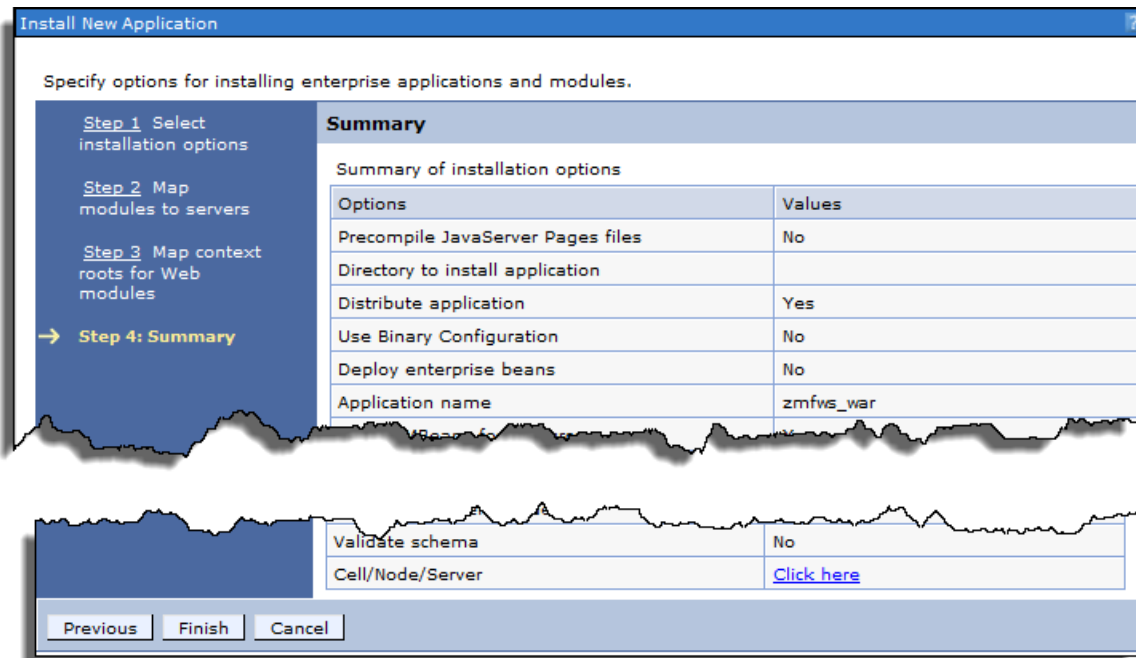 Install New Application
?
Specify options for installing enterprise applications and modules.
Step 1 Select
installation options
Step 2 Map
modules to servers
Step 3 Map context
roots for Web
modules
→ Step 4: Summary
Summary
Summary of installation options
Options Values
Precompile JavaServer Pages files No
Directory to install application
Distribute application Yes
Use Binary Configuration No
Deploy enterprise beans No
Application name zmfws_war
Validate schema No
Cell/Node/Server Click here
Previous Finish Cancel